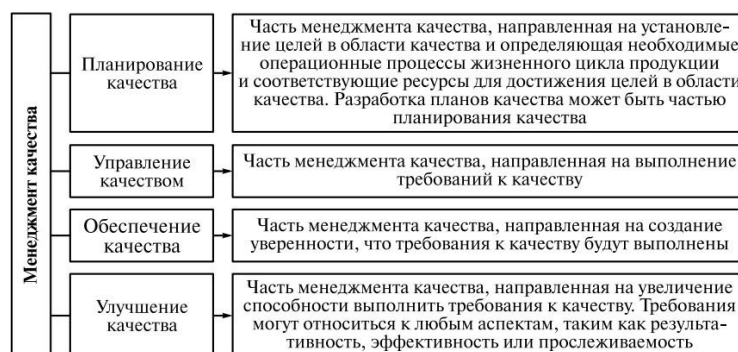 Менеджмент качества
Планирование
качества
Часть менеджмента качества, направленная на установле-
ние целей в области качества и определяющая необходимые
операционные процессы жизненного цикла продукции
и соответствующие ресурсы для достижения целей в области
качества. Разработка планов качества может быть частью
планирования качества
Управление
качеством
Часть менеджмента качества, направленная на выполнение
требований к качеству
Обеспечение
качества
Часть менеджмента качества, направленная на создание
уверенности, что требования к качеству будут выполнены
Улучшение
качества
Часть менеджмента качества, направленная на увеличение
способности выполнить требования к качеству. Требования
могут относиться к любым аспектам, таким как результа-
тивность, эффективность или прослеживаемость